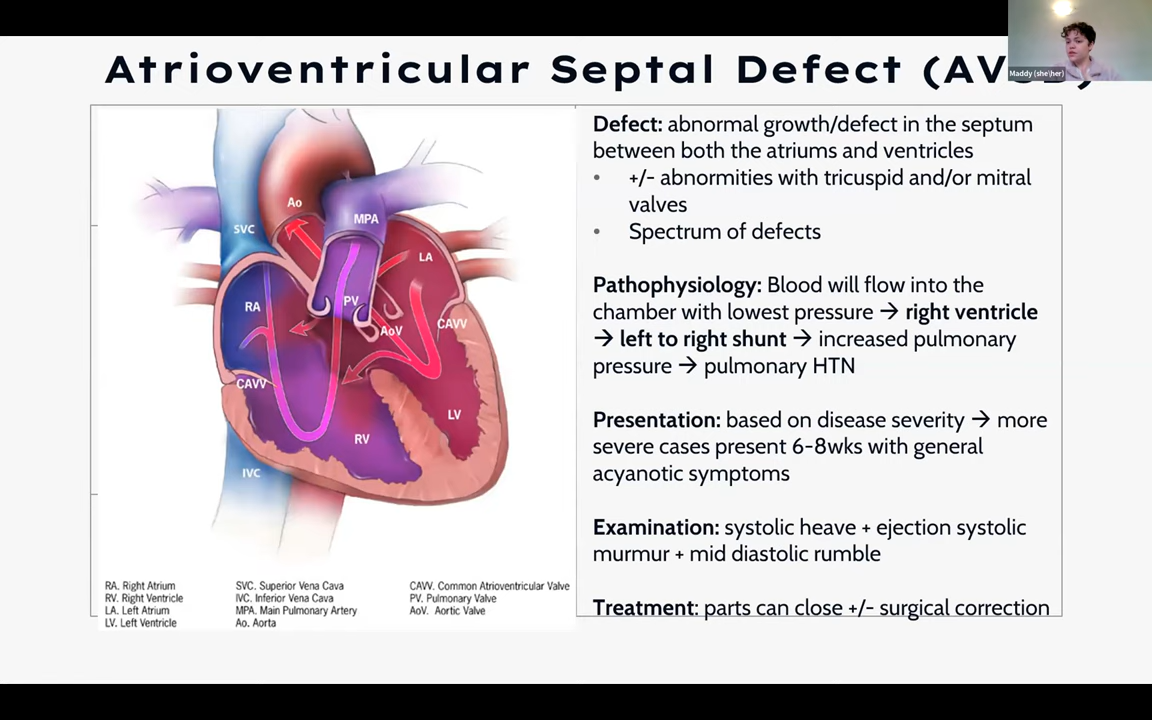 Atrioventricular Septal Defect (AV
Maddy (she\her)
Defect: abnormal growth/defect in the septum
between both the atriums and ventricles
• +/- abnormities with tricuspid and/or mitral
valves
• Spectrum of defects
Pathophysiology: Blood will flow into the
chamber with lowest pressure → right ventricle
→ left to right shunt → increased pulmonary
pressure → pulmonary HTN
Presentation: based on disease severity → more
severe cases present 6-8wks with general
acyanotic symptoms
Examination: systolic heave + ejection systolic
murmur + mid diastolic rumble
Treatment: parts can close +/- surgical correction
Ao
MPA
SVC
LA
RA
PV
AoV
CAVV
CAVV
LV
RV
IVC
RA. Right Atrium
RV. Right Ventricle
LA. Left Atrium
LV. Left Ventricle
SVC. Superior Vena Cava
IVC. Inferior Vena Cava
MPA. Main Pulmonary Artery
Ao. Aorta
CAVV. Common Atrioventricular Valve
PV. Pulmonary Valve
AoV. Aortic Valve